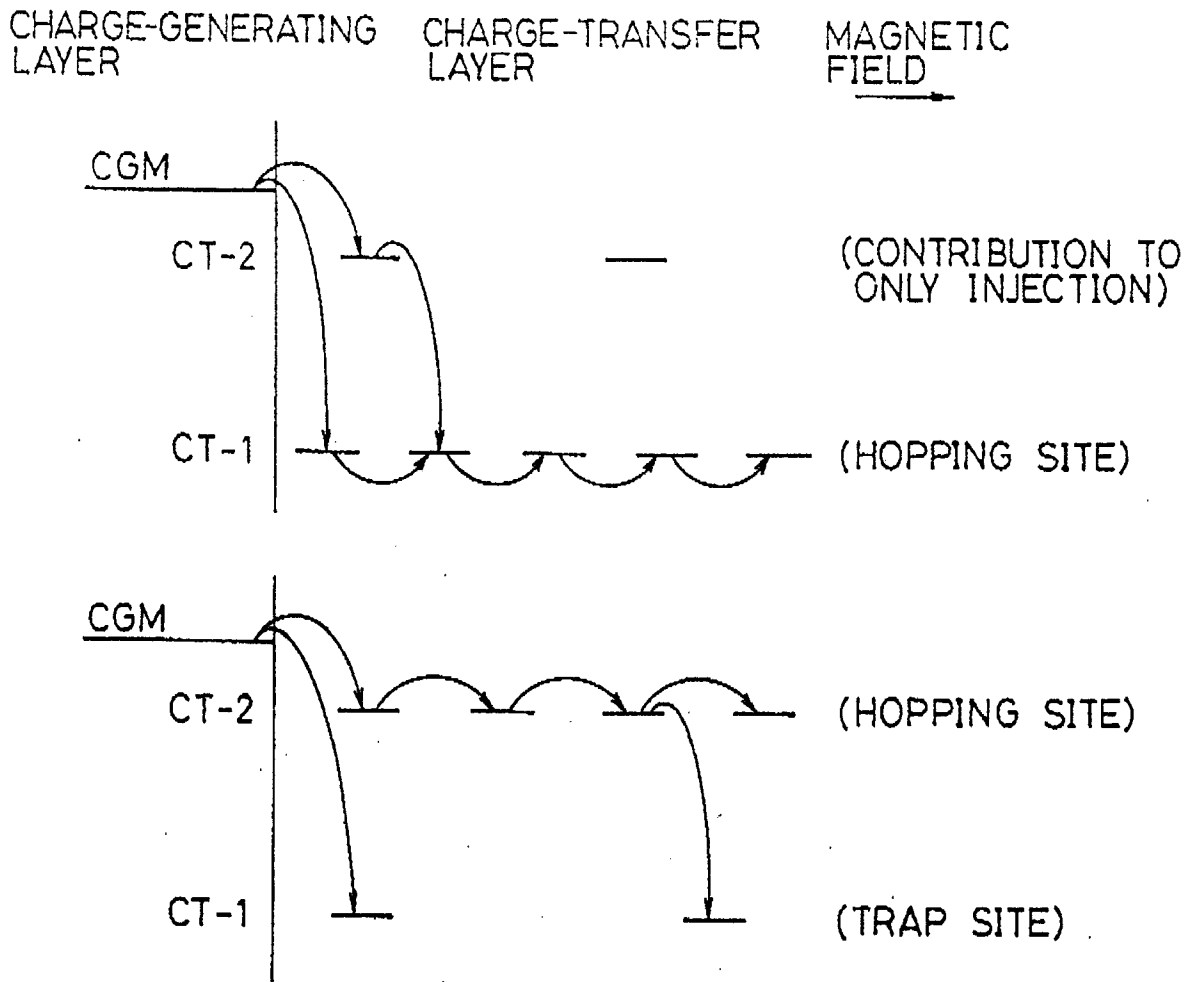 CHARGE-GENERATING
LAYER
CHARGE-TRANSFER
LAYER
MAGNETIC
FIELD
CGM
CT-2
(CONTRIBUTION TO
ONLY INJECTION)
CT-1
(HOPPING SITE)
CGM
CT-2
(HOPPING SITE)
CT-1
(TRAP SITE)